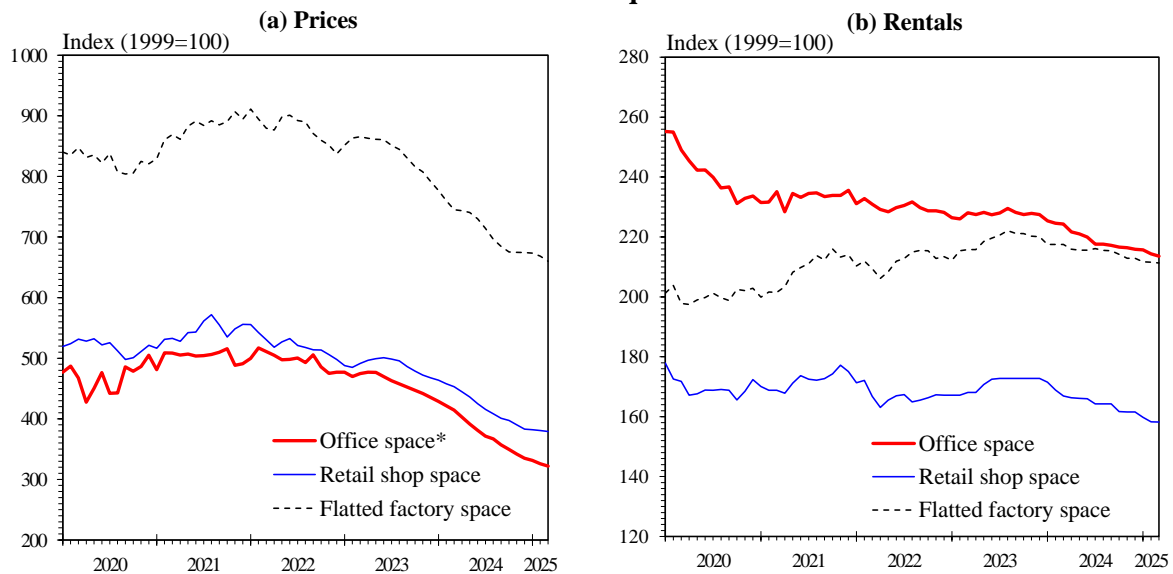 (a) Prices
Index (1999=100)
1 000
900
800
700
600
500
400
300
200
Office space*
Retail shop space
Flatted factory space
2020 2021 2022 2023 2024 2025
(b) Rentals
Index (1999=100)
280
260
240
220
200
180
160
140
120
Office space
Retail shop space
Flatted factory space
2020 2021 2022 2023 2024 2025